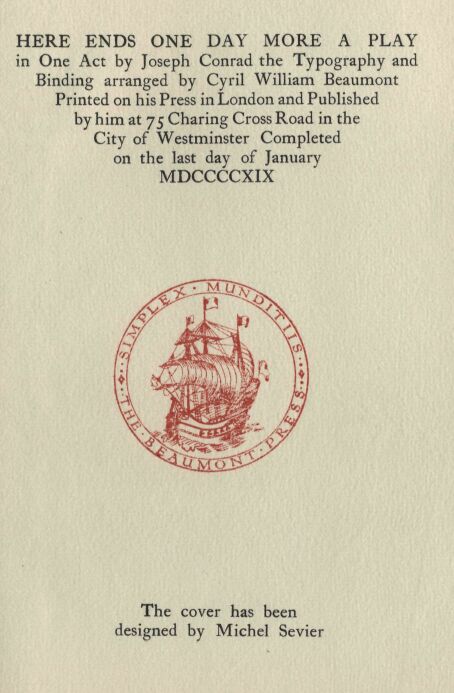 HERE ENDS ONE DAY MORE A PLAY
in One Act by Joseph Conrad the Typography and
Binding arranged by Cyril William Beaumont
Printed on his Press in London and Published
by him at 75 Charing Cross Road in the
City of Westminster Completed
on the last day of January
MDCCCCXIX
SIMPLEX · MUNDITIIS
THE · BEAUMONT · PRESS
The cover has been
designed by Michel Sevier